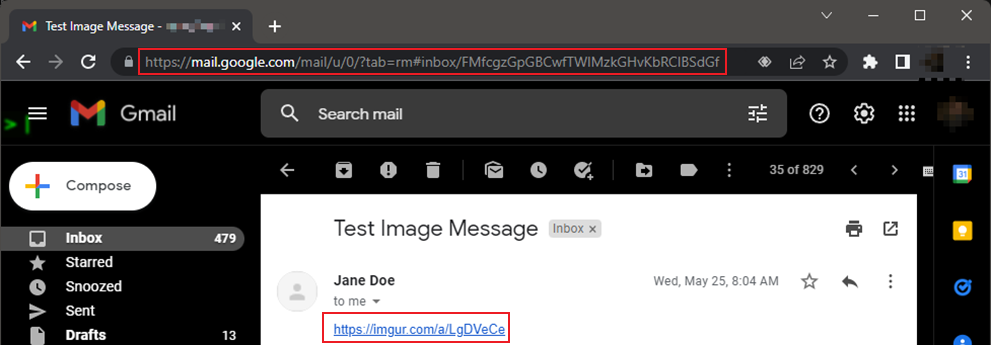 Test Image Message -
https://mail.google.com/mail/u/0/?tab=rm#inbox/FMfcgzGpGBCwfTWlMzkGHvKbRClBSdGf
Gmail
Search mail
Compose
35 of 829
31
Inbox 479
Starred
Snoozed
Sent
Drafts 13
Test Image Message Inbox ×
Jane Doe
Wed, May 25, 8:04 AM
to me
https://imgur.com/a/LgDVeCe